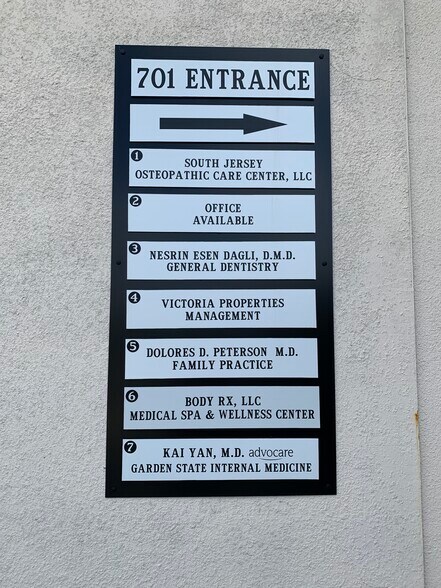 701 ENTRANCE
1
SOUTH JERSEY
OSTEOPATHIC CARE CENTER, LLC
2
OFFICE
AVAILABLE
3
NESRIN ESEN DAGLI, D.M.D.
GENERAL DENTISTRY
4
VICTORIA PROPERTIES
MANAGEMENT
5
DOLORES D. PETERSON M.D.
FAMILY PRACTICE
6
BODY RX, LLC
MEDICAL SPA & WELLNESS CENTER
7
KAI YAN, M.D. advocare
GARDEN STATE INTERNAL MEDICINE